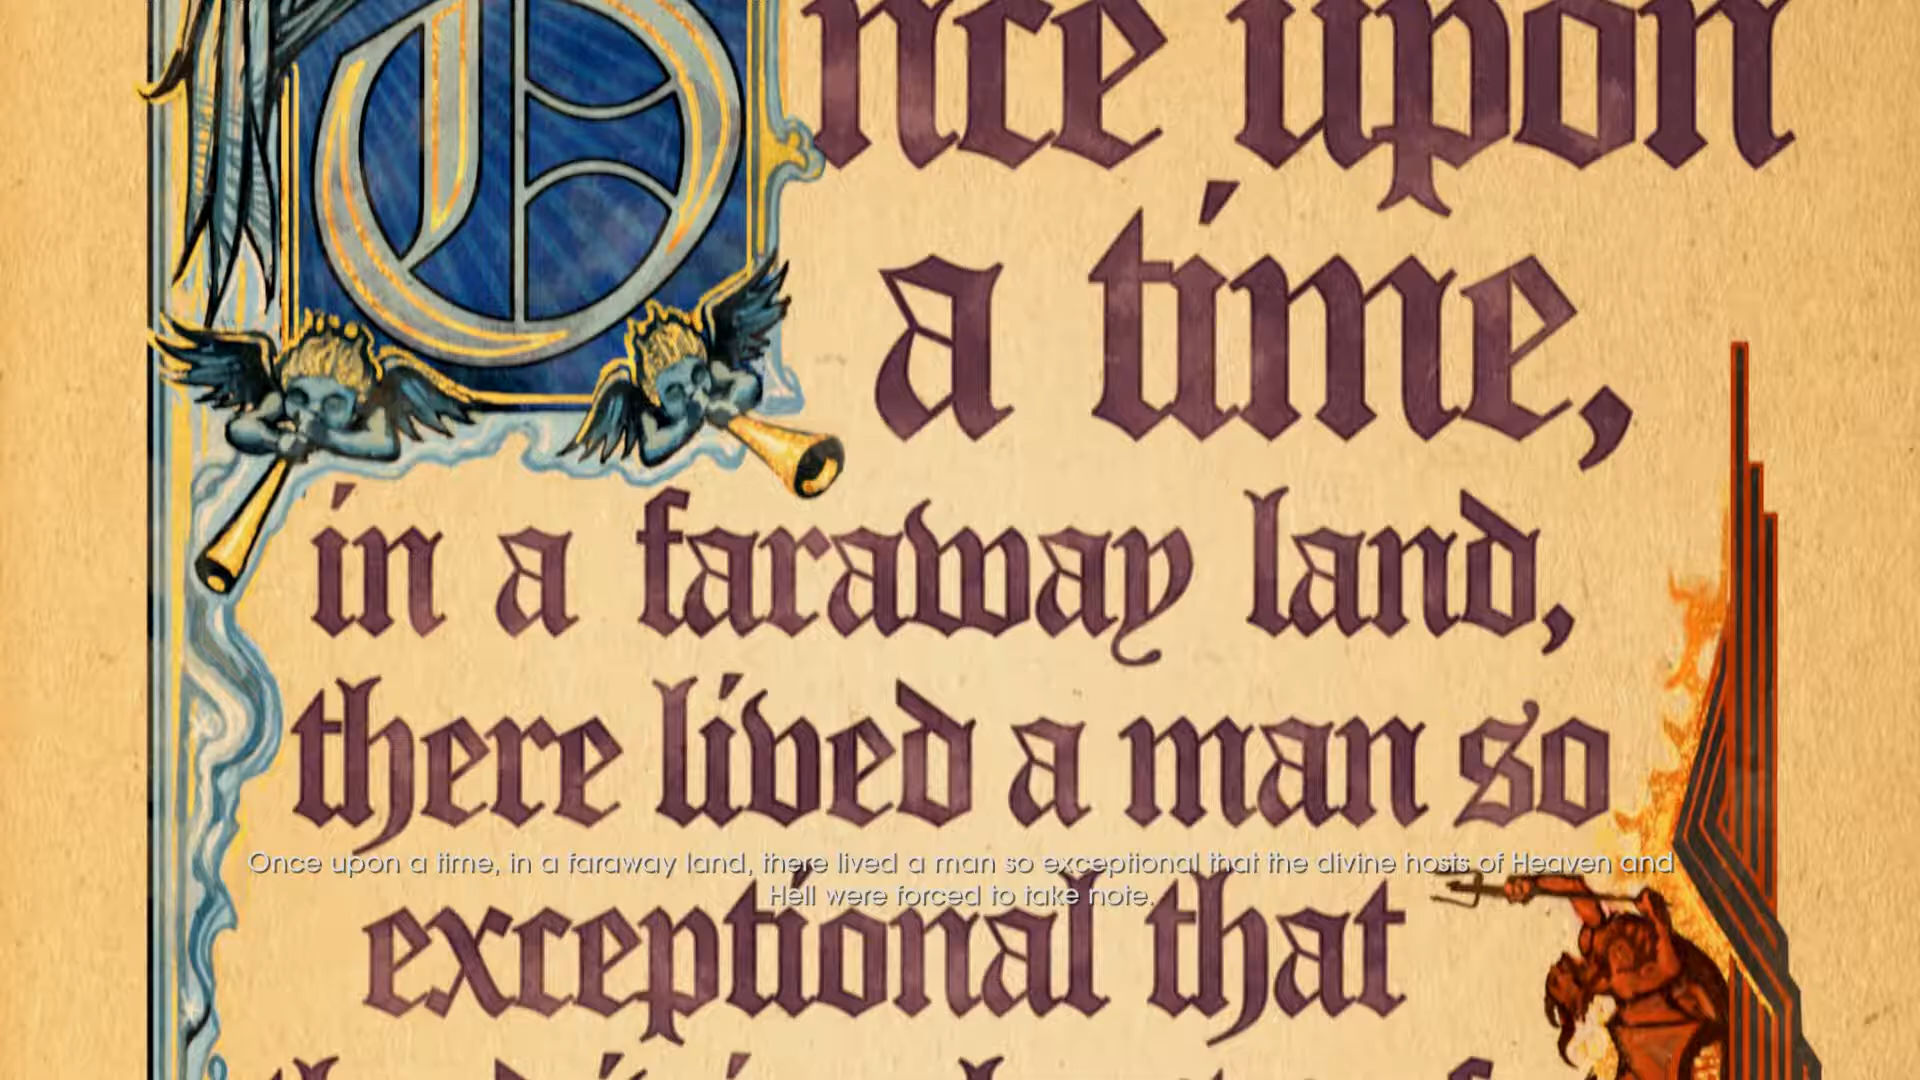 Once upon
a time,
in a faraway land,
there lived a man so
Once upon a time, in a faraway land, there lived a man so exceptional that the divine hosts of Heaven and
Hell were forced to take note.
exceptional that